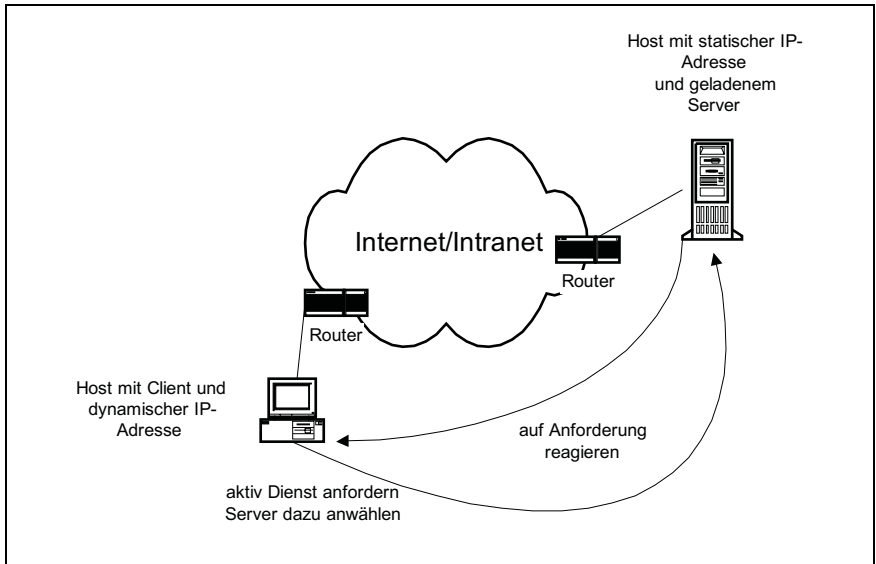 Host mit statischer IP-
Adresse
und geladenem
Server
Internet/Intranet
Router
Router
Host mit Client und
dynamischer IP-
Adresse
auf Anforderung
reagieren
aktiv Dienst anfordern
Server dazu anwählen